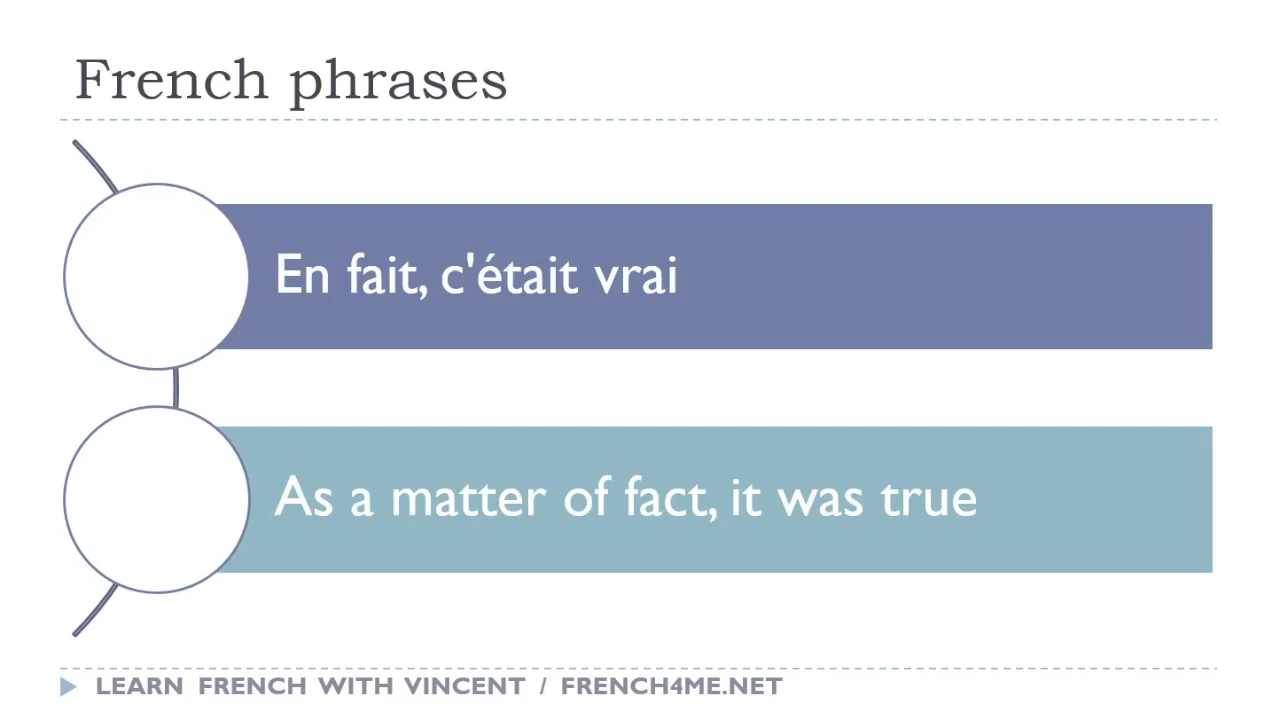 French phrases
En fait, c'était vrai
As a matter of fact, it was true
LEARN FRENCH WITH VINCENT / FRENCH4ME.NET